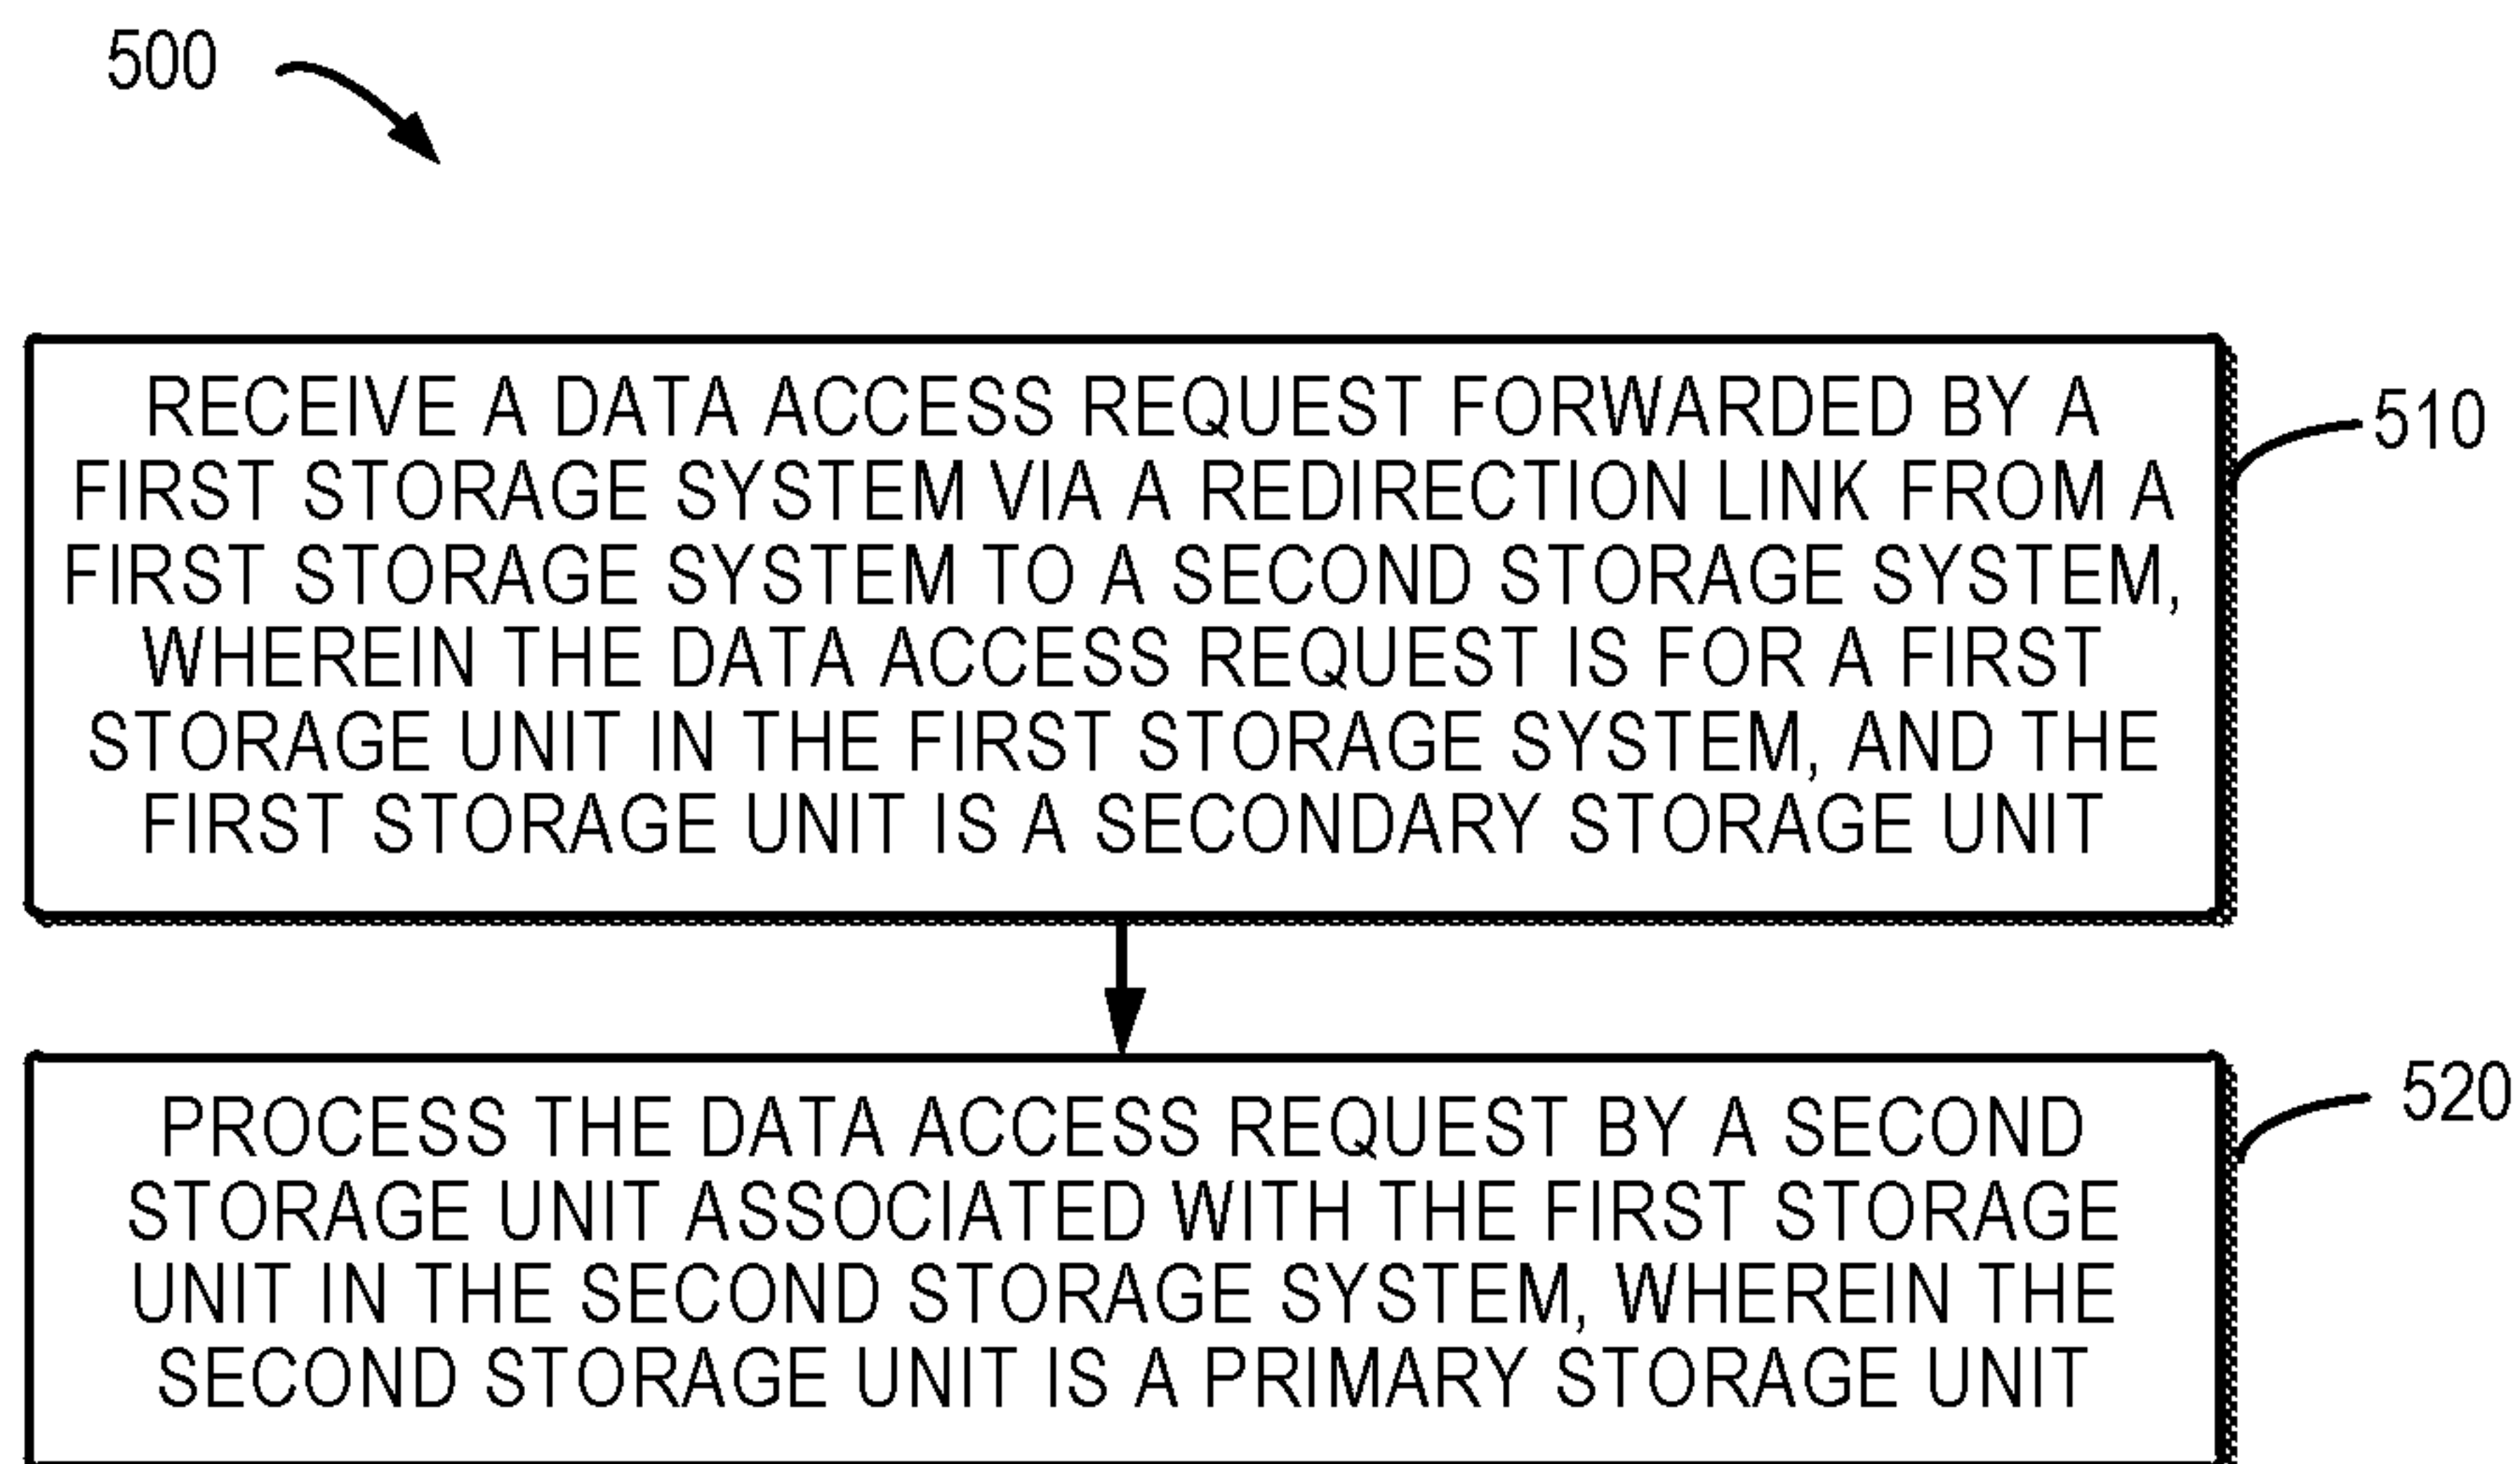 500
RECEIVE A DATA ACCESS REQUEST FORWARDED BY A
FIRST STORAGE SYSTEM VIA A REDIRECTION LINK FROM A
FIRST STORAGE SYSTEM TO A SECOND STORAGE SYSTEM,
WHEREIN THE DATA ACCESS REQUEST IS FOR A FIRST
STORAGE UNIT IN THE FIRST STORAGE SYSTEM, AND THE
FIRST STORAGE UNIT IS A SECONDARY STORAGE UNIT
510
PROCESS THE DATA ACCESS REQUEST BY A SECOND
STORAGE UNIT ASSOCIATED WITH THE FIRST STORAGE
UNIT IN THE SECOND STORAGE SYSTEM, WHEREIN THE
SECOND STORAGE UNIT IS A PRIMARY STORAGE UNIT
520